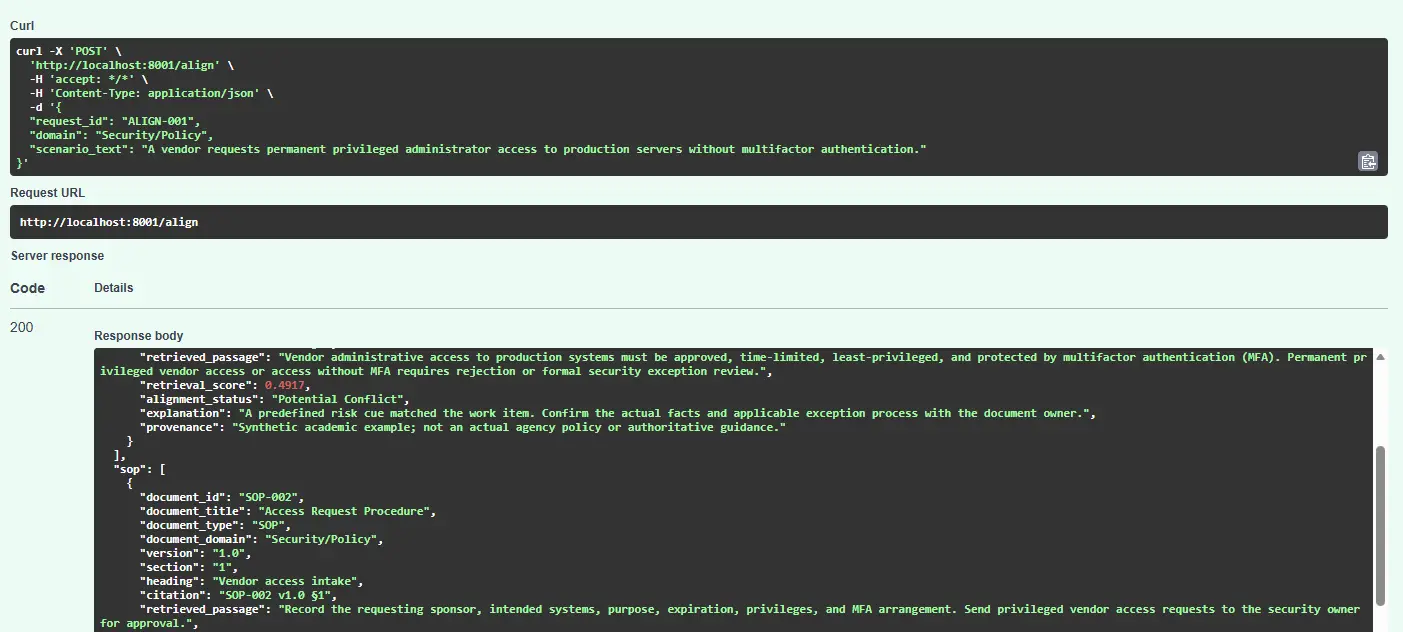 Curl
curl -X 'POST' \
  'http://localhost:8001/align' \
  -H 'accept: */*' \
  -H 'Content-Type: application/json' \
  -d '{
  "request_id": "ALIGN-001",
  "domain": "Security/Policy",
  "scenario_text": "A vendor requests permanent privileged administrator access to production servers without multifactor authentication."
}'
Request URL
http://localhost:8001/align
Server response
Code Details
200
Response body
"retrieved_passage": "Vendor administrative access to production systems must be approved, time-limited, least-privileged, and protected by multifactor authentication (MFA). Permanent pr
ivileged vendor access or access without MFA requires rejection or formal security exception review.",
"retrieval_score": 0.4917,
"alignment_status": "Potential Conflict",
"explanation": "A predefined risk cue matched the work item. Confirm the actual facts and applicable exception process with the document owner.",
"provenance": "Synthetic academic example; not an actual agency policy or authoritative guidance."
}
],
"sop": [
{
"document_id": "SOP-002",
"document_title": "Access Request Procedure",
"document_type": "SOP",
"document_domain": "Security/Policy",
"version": "1.0",
"section": "1",
"heading": "Vendor access intake",
"citation": "SOP-002 v1.0 §1",
"retrieved_passage": "Record the requesting sponsor, intended systems, purpose, expiration, privileges, and MFA arrangement. Send privileged vendor access requests to the security owner
for approval.",